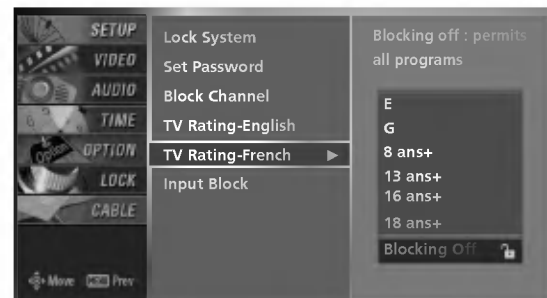 SETUP
VIDEO
AUDIO
TIME
OPTION
LOCK
CABLE
Move Prev
Lock System
Set Password
Block Channel
TV Rating-English
TV Rating-French
Input Block
Blocking off : permits
all programs
E
G
8 ans+
13 ans+
16 ans+
18 ans+
Blocking Off